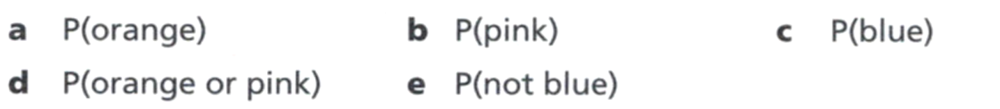 a P(orange) b P(pink) c P(blue)
d P(orange or pink) e P(not blue)